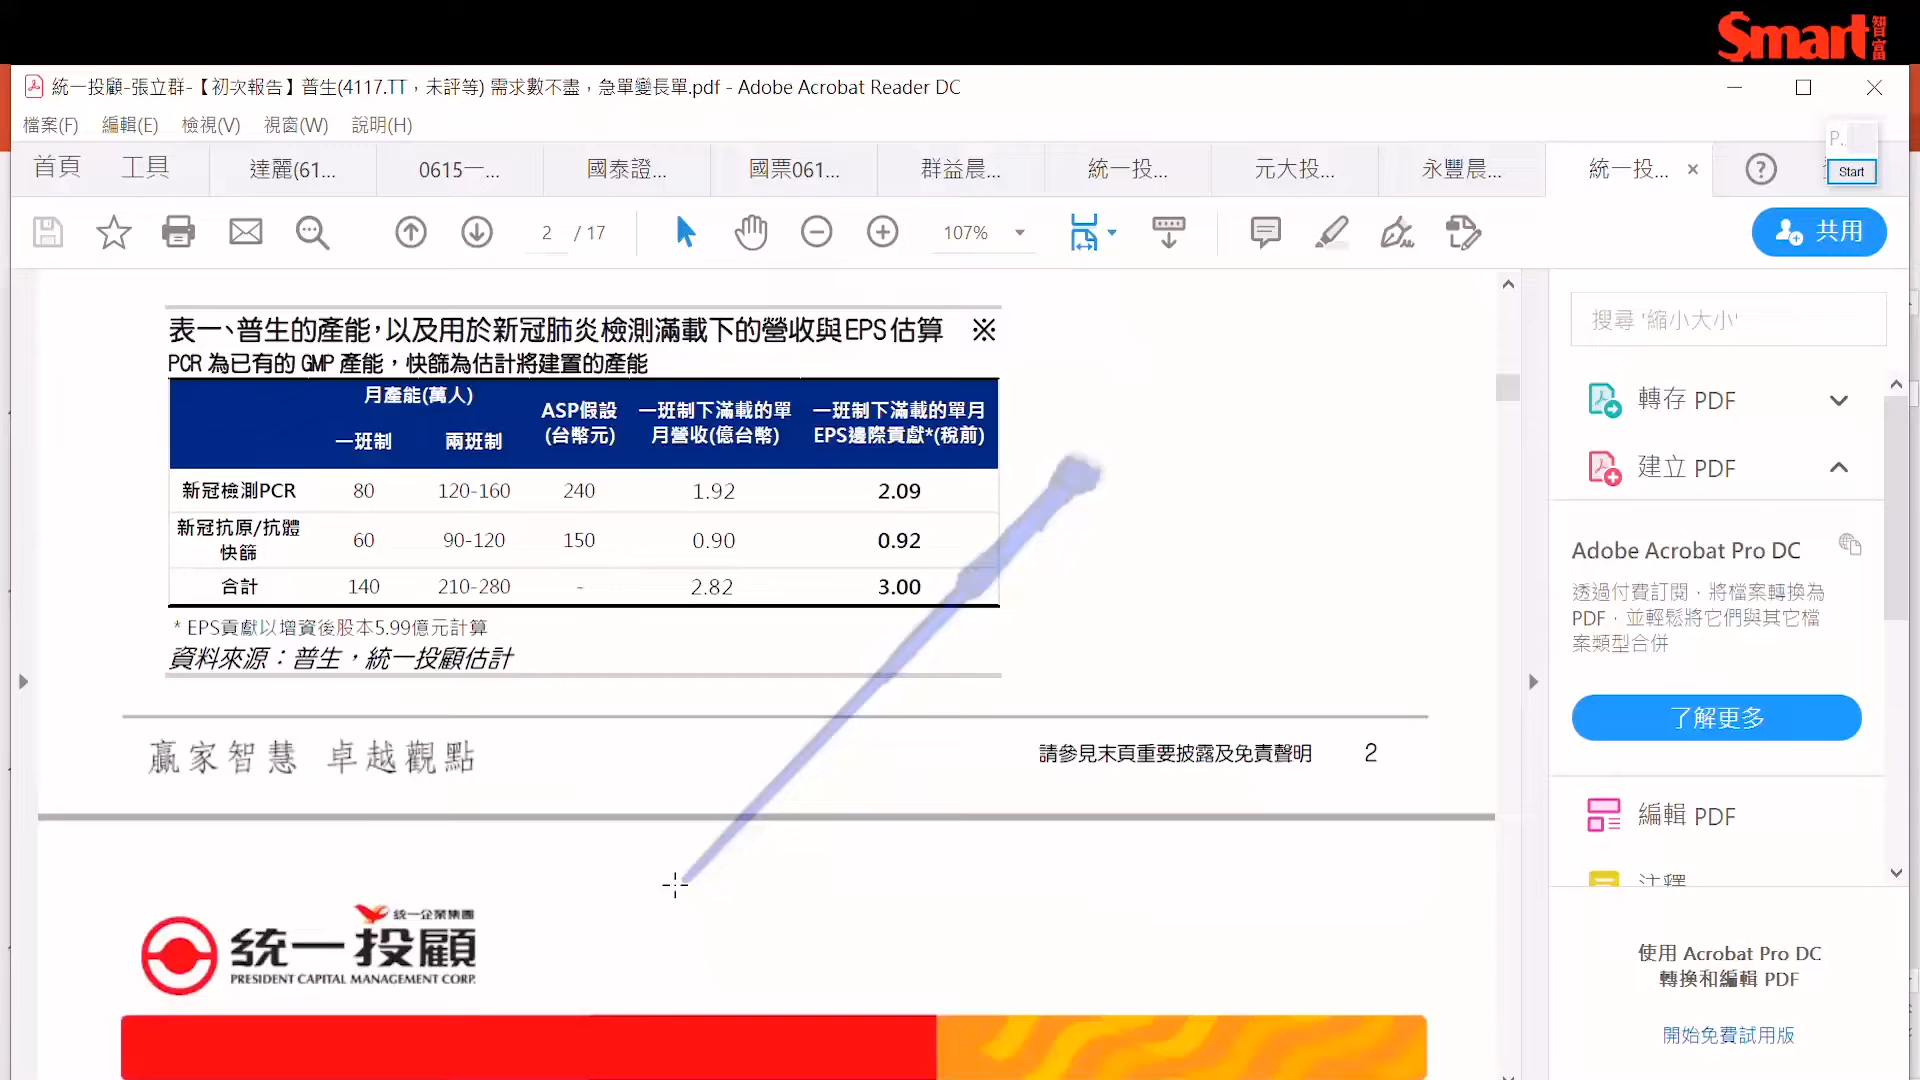 Smart智富
統一投顧-張立群-【初次報告】普生(4117.TT，未評等) 需求數不盡，急單變長單.pdf - Adobe Acrobat Reader DC
檔案(F) 編輯(E) 檢視(V) 視窗(W) 說明(H)
P..
Start
首頁 工具 達麗(61... 0615一... 國泰證... 國票061... 群益晨... 統一投... 元大投... 永豐晨... 統一投... ×
2 / 17 107% 共用
表一、普生的產能，以及用於新冠肺炎檢測滿載下的營收與EPS估算 ※
PCR 為已有的 GMP 產能，快篩為估計將建置的產能
月產能(萬人) ASP假設 一班制下滿載的單 一班制下滿載的單月
一班制 兩班制 (台幣元) 月營收(億台幣) EPS邊際貢獻*(稅前)
新冠檢測PCR 80 120-160 240 1.92 2.09
新冠抗原/抗體
快篩 60 90-120 150 0.90 0.92
合計 140 210-280 - 2.82 3.00
* EPS貢獻以增資後股本5.99億元計算
資料來源：普生，統一投顧估計
贏家智慧 卓越觀點
請參見末頁重要披露及免責聲明 2
統一企業集團
統一投顧
PRESIDENT CAPITAL MANAGEMENT CORP.
搜尋 '縮小大小'
轉存 PDF
建立 PDF
Adobe Acrobat Pro DC
透過付費訂閱，將檔案轉換為
PDF，並輕鬆將它們與其它檔
案類型合併
了解更多
編輯 PDF
注釋
使用 Acrobat Pro DC
轉換和編輯 PDF
開始免費試用版